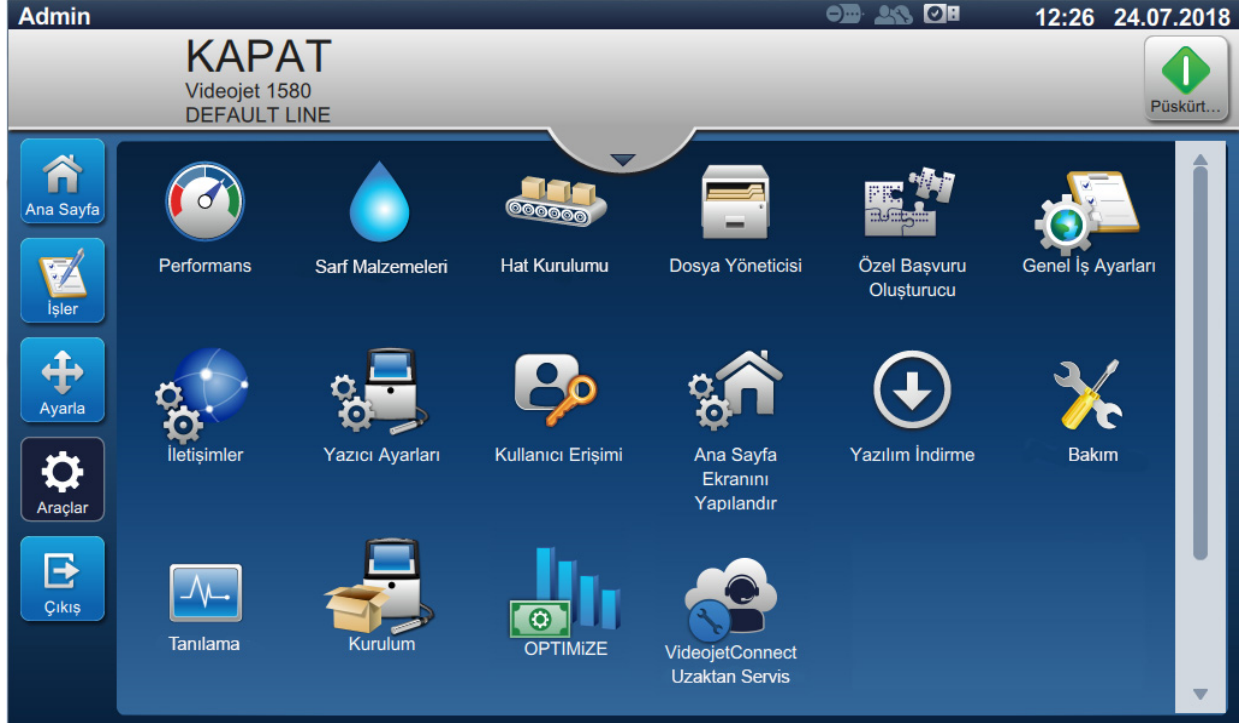 Admin
12:26 24.07.2018
KAPAT
Videojet 1580
DEFAULT LINE
Püskürt...
Ana Sayfa
İşler
Ayarla
Araçlar
Çıkış
Performans
Sarf Malzemeleri
Hat Kurulumu
Dosya Yöneticisi
Özel Başvuru
Oluşturucu
Genel İş Ayarları
İletişimler
Yazıcı Ayarları
Kullanıcı Erişimi
Ana Sayfa
Ekranını
Yapılandır
Yazılım İndirme
Bakım
Tanılama
Kurulum
OPTIMiZE
VideojetConnect
Uzaktan Servis